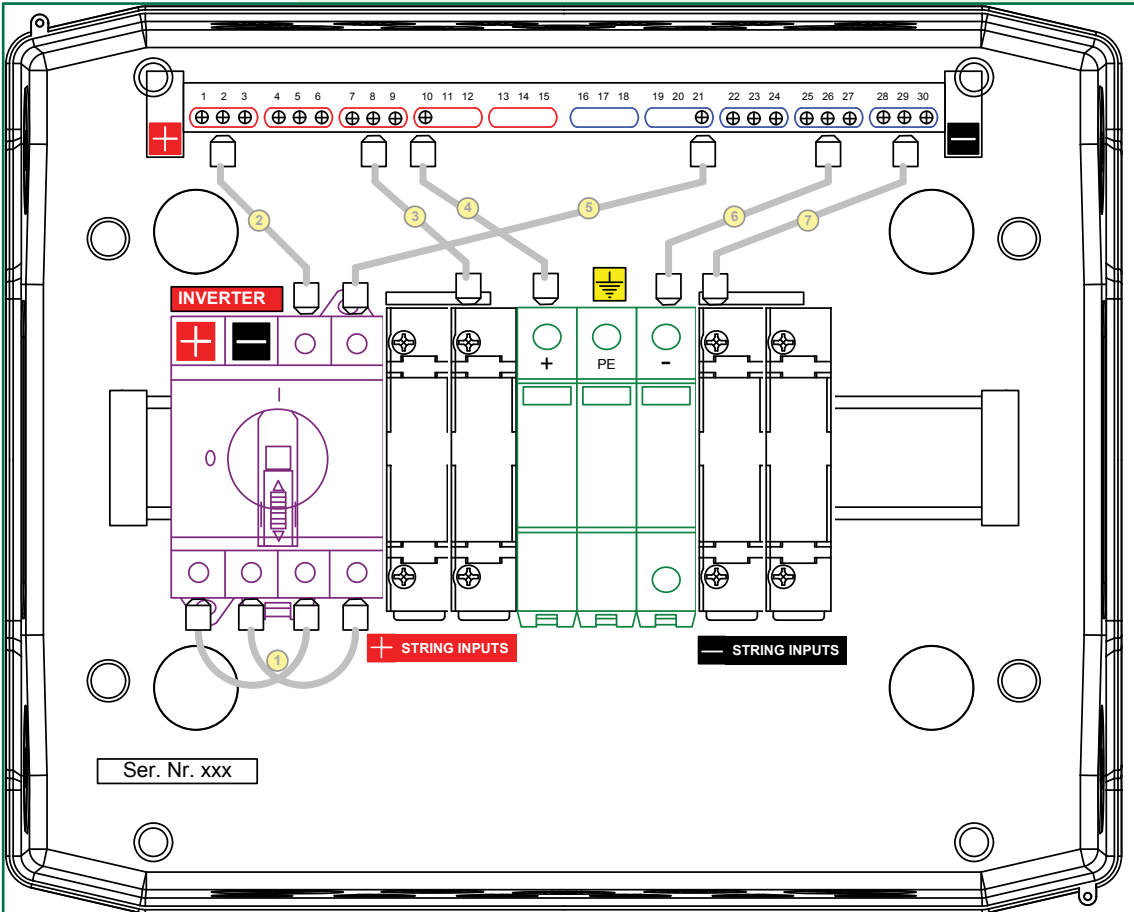 1 2 3 4 5 6 7 8 9 10 11 12 13 14 15 16 17 18 19 20 21 22 23 24 25 26 27 28 29 30
+ −
2 3 4 5 6 7
INVERTER
+ −
+ PE -
I
O
1
+ STRING INPUTS
− STRING INPUTS
Ser. Nr. xxx